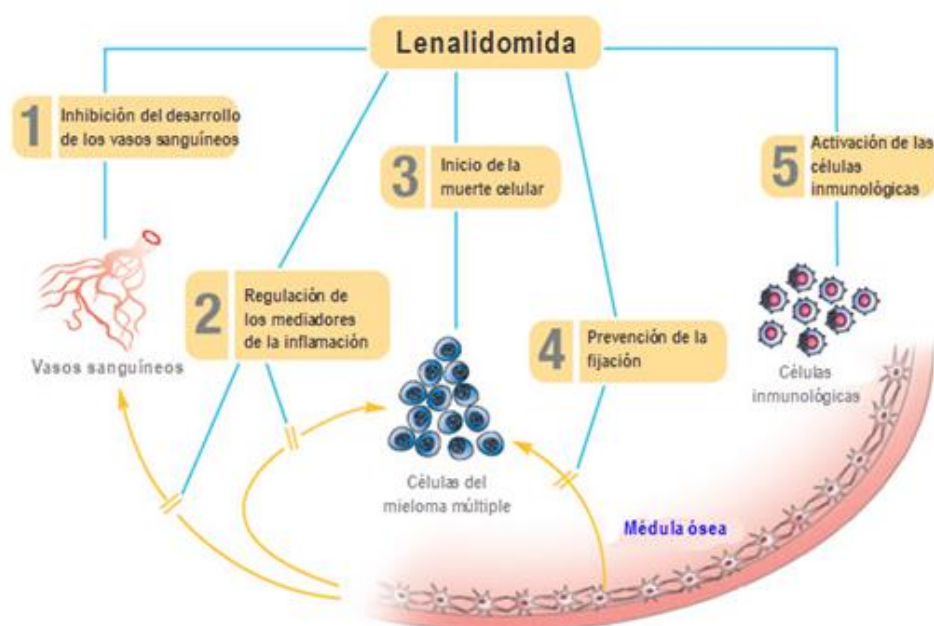 Lenalidomida
1
Inhibición del desarrollo
de los vasos sanguíneos
3
Inicio de la
muerte celular
5
Activación de las
células
inmunológicas
2
Regulación de
los mediadores
de la inflamación
4
Prevención de la
fijación
Vasos sanguíneos
Células
inmunológicas
Células del
mieloma múltiple
Médula ósea